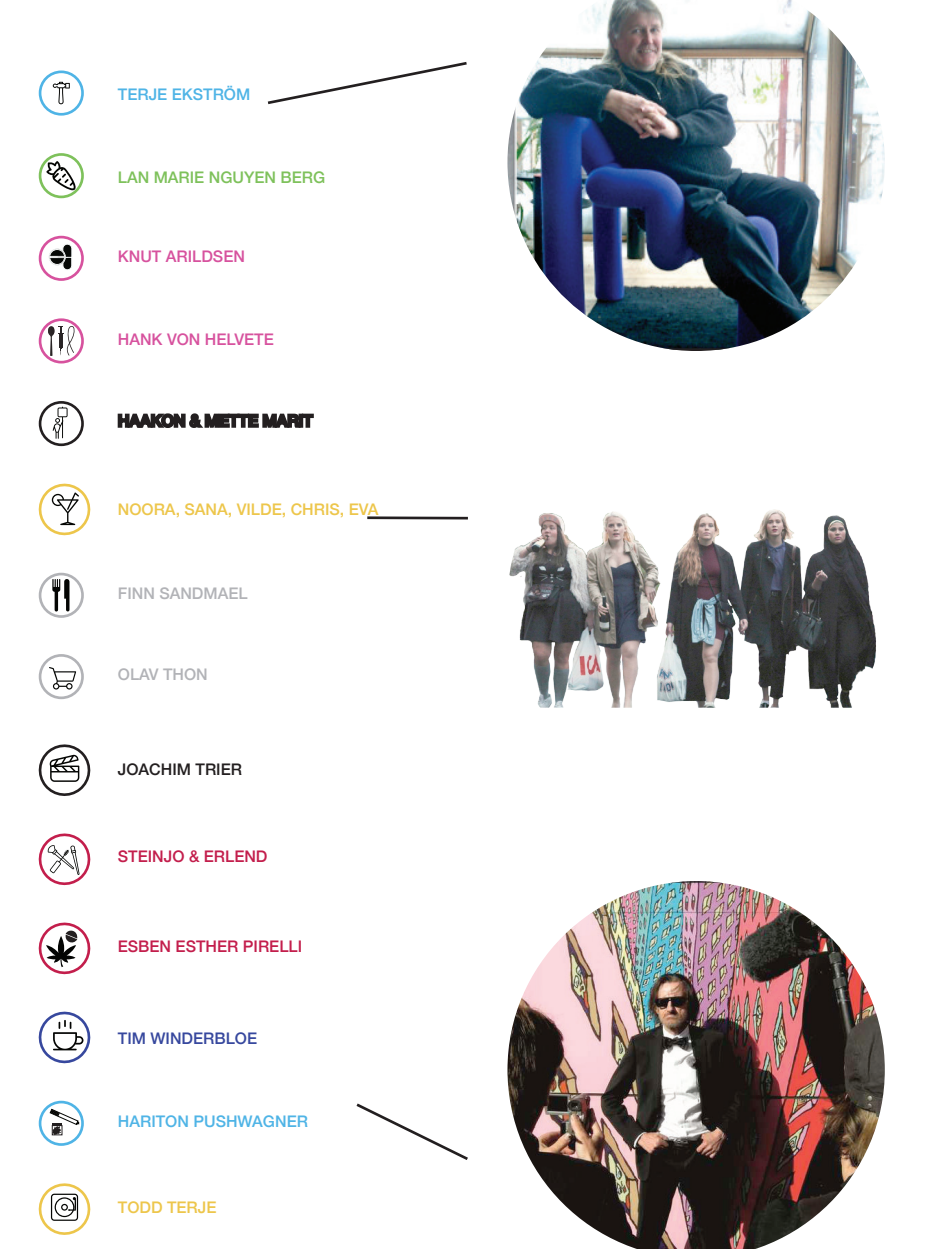 TERJE EKSTRÖM
LAN MARIE NGUYEN BERG
KNUT ARILDSEN
HANK VON HELVETE
HAAKON & METTE MARIT
NOORA, SANA, VILDE, CHRIS, EVA
FINN SANDMAEL
OLAV THON
JOACHIM TRIER
STEINJO & ERLEND
ESBEN ESTHER PIRELLI
TIM WINDERBLOE
HARITON PUSHWAGNER
TODD TERJE